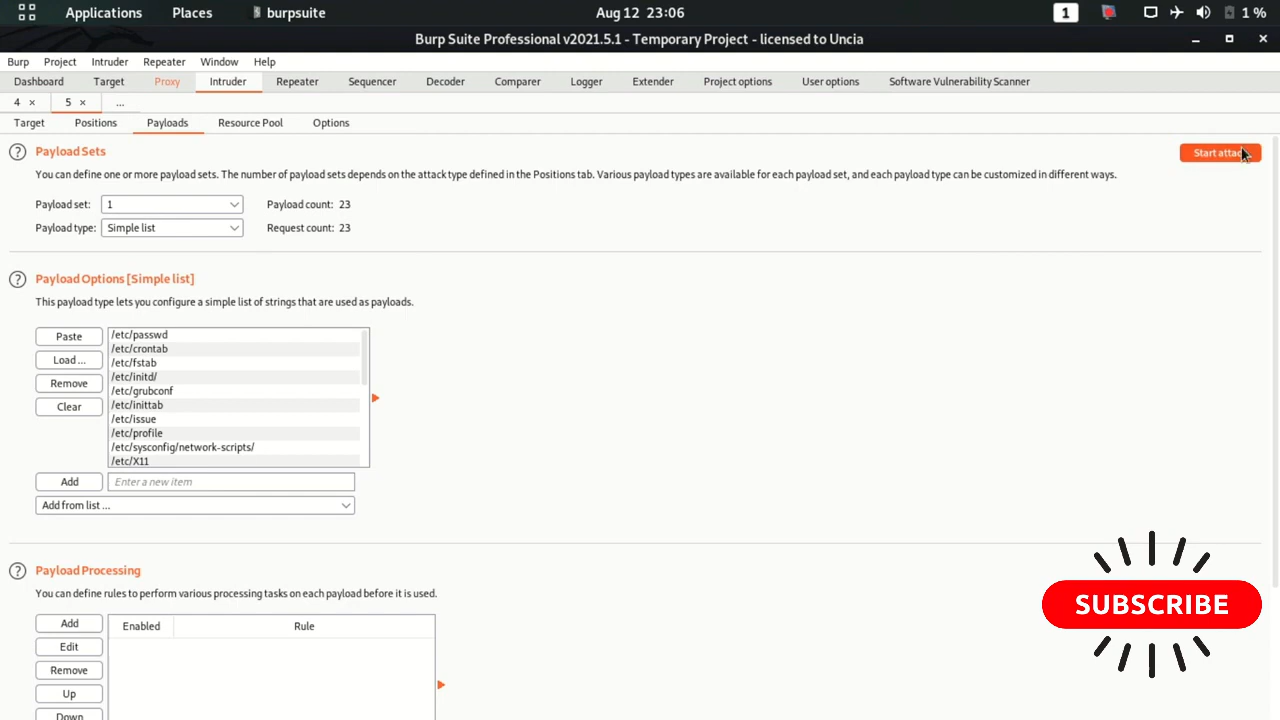 Applications Places burpsuite Aug 12 23:06 1 1 %
Burp Suite Professional v2021.5.1 - Temporary Project - licensed to Uncia
Burp Project Intruder Repeater Window Help
Dashboard Target Proxy Intruder Repeater Sequencer Decoder Comparer Logger Extender Project options User options Software Vulnerability Scanner
4 × 5 × ...
Target Positions Payloads Resource Pool Options
? Payload Sets
Start attac
You can define one or more payload sets. The number of payload sets depends on the attack type defined in the Positions tab. Various payload types are available for each payload set, and each payload type can be customized in different ways.
Payload set: 1 Payload count: 23
Payload type: Simple list Request count: 23
? Payload Options [Simple list]
This payload type lets you configure a simple list of strings that are used as payloads.
Paste
Load ...
Remove
Clear
/etc/passwd
/etc/crontab
/etc/fstab
/etc/initd/
/etc/grubconf
/etc/inittab
/etc/issue
/etc/profile
/etc/sysconfig/network-scripts/
/etc/X11
Add Enter a new item
Add from list ...
? Payload Processing
You can define rules to perform various processing tasks on each payload before it is used.
Add
Edit
Remove
Up
Down
Enabled Rule
SUBSCRIBE